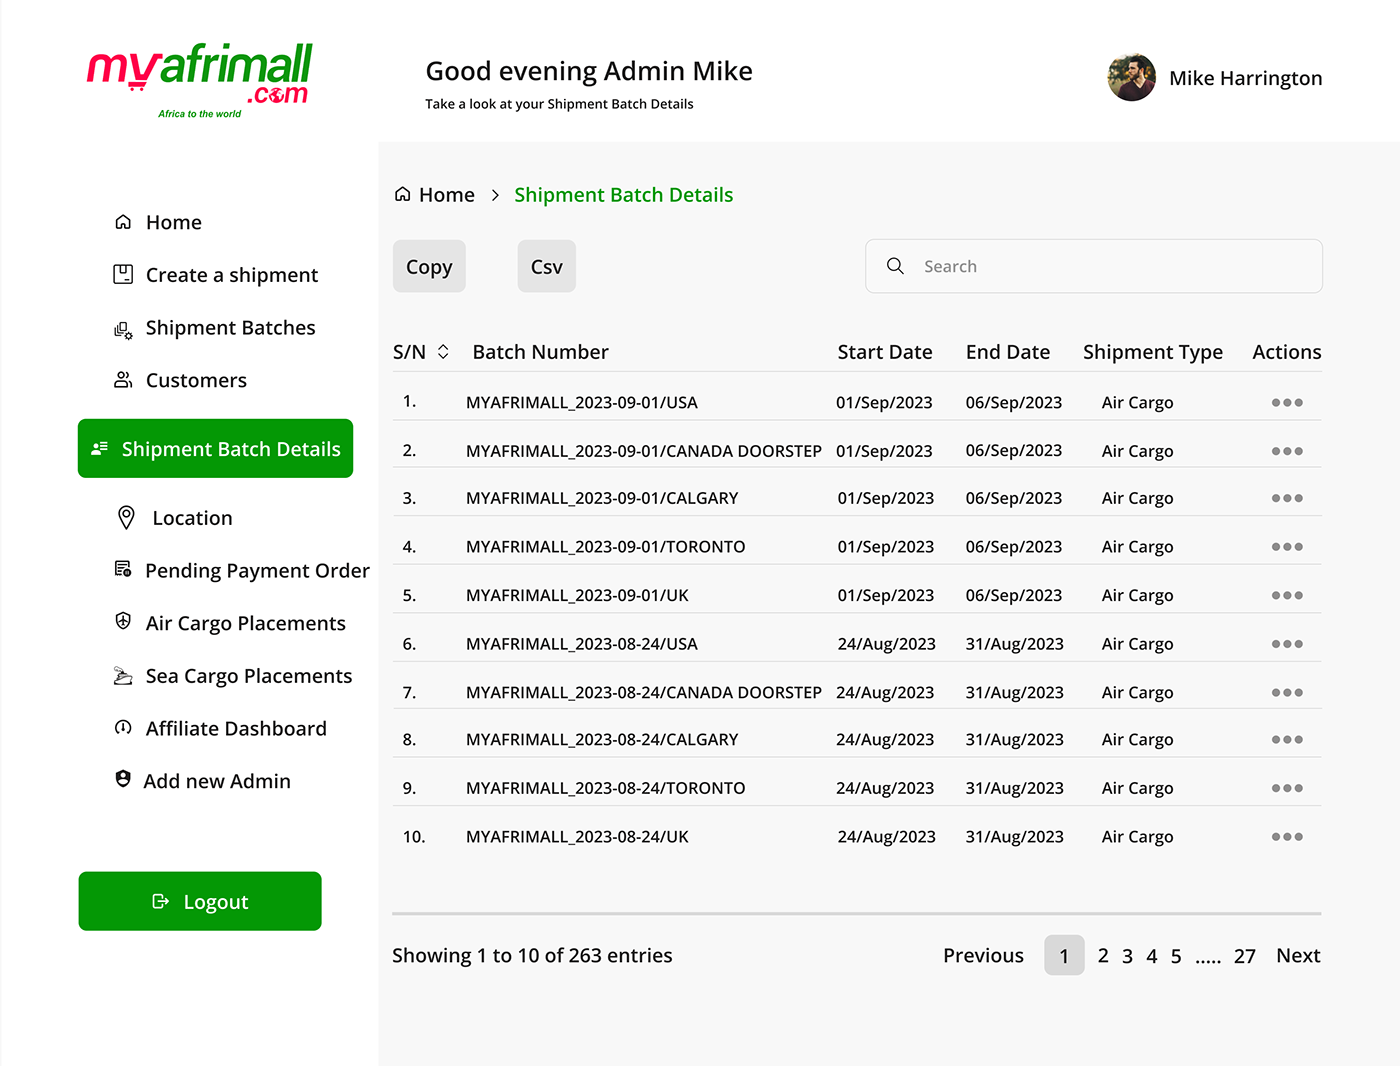 myafrimall
.com
Africa to the world
Good evening Admin Mike
Take a look at your Shipment Batch Details
Mike Harrington
Home
Create a shipment
Shipment Batches
Customers
Shipment Batch Details
Location
Pending Payment Order
Air Cargo Placements
Sea Cargo Placements
Affiliate Dashboard
Add new Admin
Logout
Home > Shipment Batch Details
Copy Csv Search
S/N Batch Number Start Date End Date Shipment Type Actions
1. MYAFRIMALL_2023-09-01/USA 01/Sep/2023 06/Sep/2023 Air Cargo
2. MYAFRIMALL_2023-09-01/CANADA DOORSTEP 01/Sep/2023 06/Sep/2023 Air Cargo
3. MYAFRIMALL_2023-09-01/CALGARY 01/Sep/2023 06/Sep/2023 Air Cargo
4. MYAFRIMALL_2023-09-01/TORONTO 01/Sep/2023 06/Sep/2023 Air Cargo
5. MYAFRIMALL_2023-09-01/UK 01/Sep/2023 06/Sep/2023 Air Cargo
6. MYAFRIMALL_2023-08-24/USA 24/Aug/2023 31/Aug/2023 Air Cargo
7. MYAFRIMALL_2023-08-24/CANADA DOORSTEP 24/Aug/2023 31/Aug/2023 Air Cargo
8. MYAFRIMALL_2023-08-24/CALGARY 24/Aug/2023 31/Aug/2023 Air Cargo
9. MYAFRIMALL_2023-08-24/TORONTO 24/Aug/2023 31/Aug/2023 Air Cargo
10. MYAFRIMALL_2023-08-24/UK 24/Aug/2023 31/Aug/2023 Air Cargo
Showing 1 to 10 of 263 entries Previous 1 2 3 4 5 ..... 27 Next